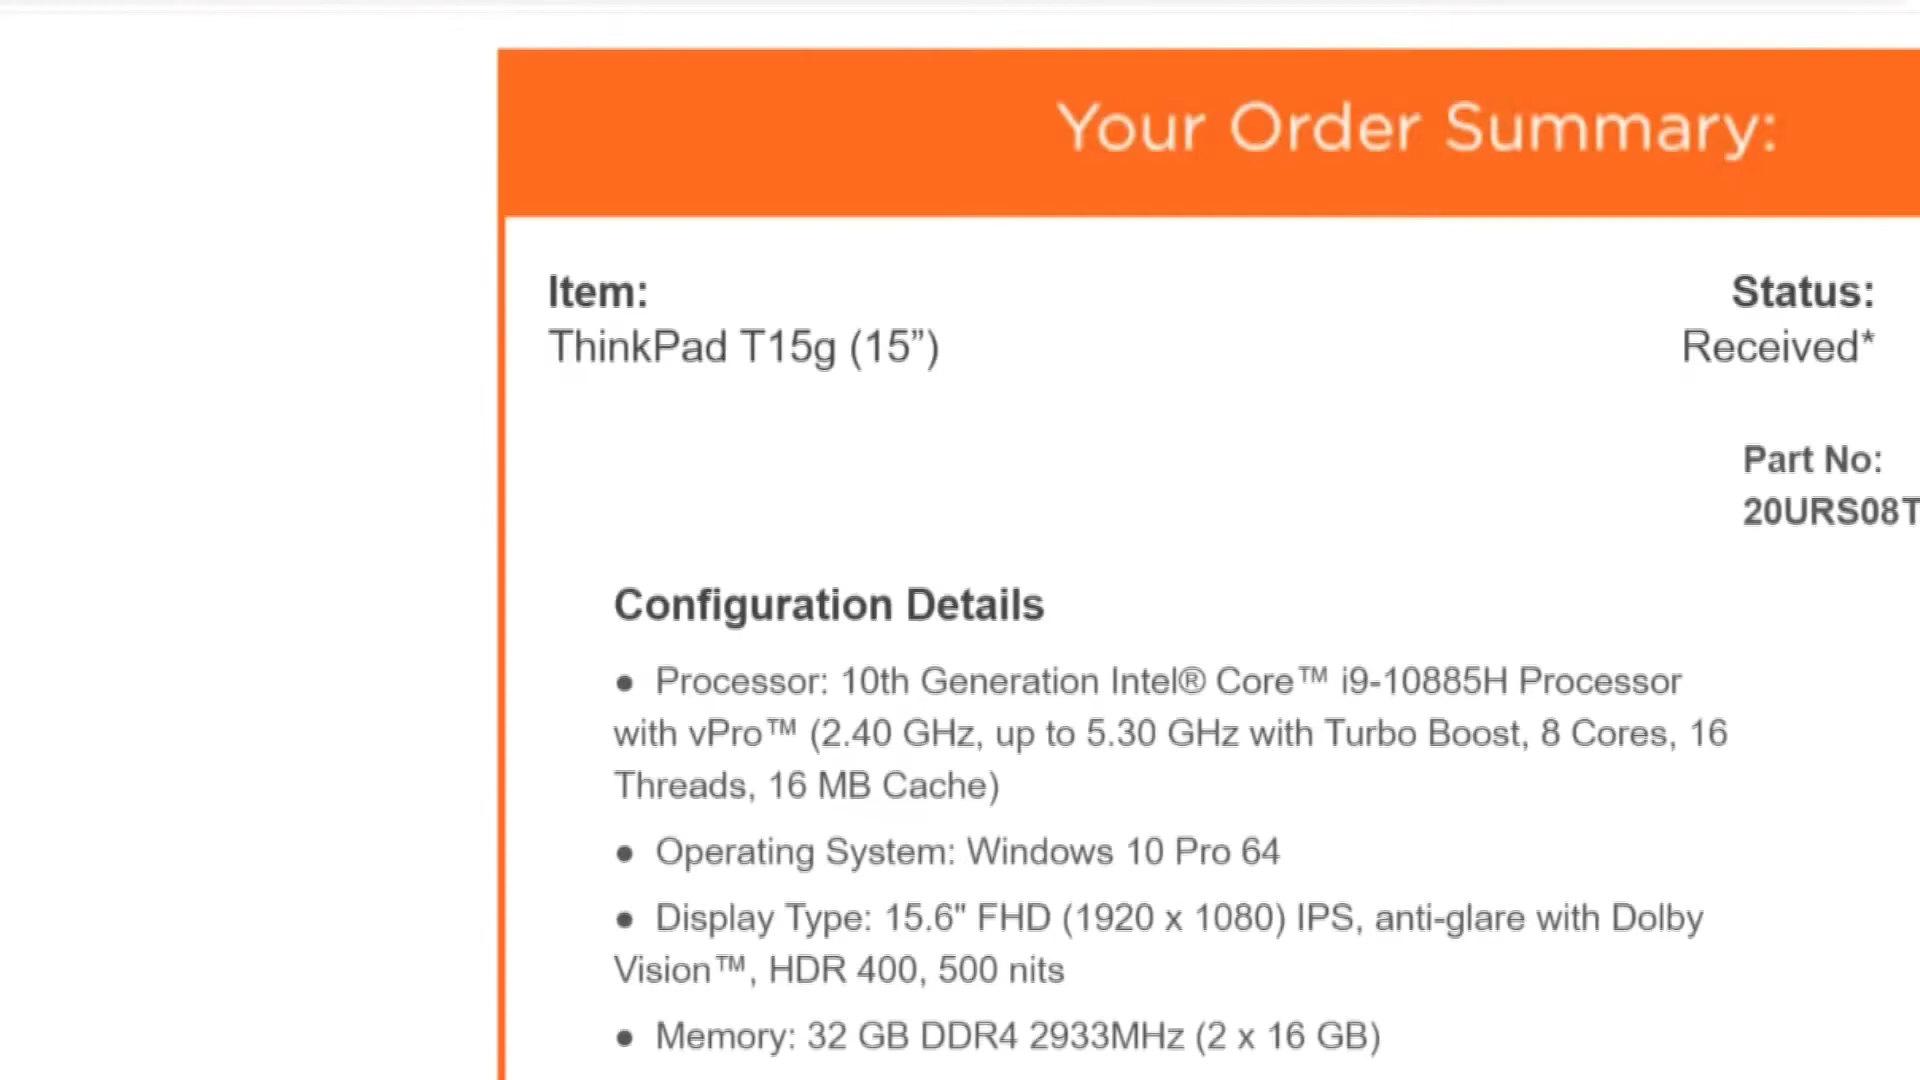 Your Order Summary:
Item:
ThinkPad T15g (15”)
Status:
Received*
Part No:
20URS08T
Configuration Details
● Processor: 10th Generation Intel® Core™ i9-10885H Processor
with vPro™ (2.40 GHz, up to 5.30 GHz with Turbo Boost, 8 Cores, 16
Threads, 16 MB Cache)
● Operating System: Windows 10 Pro 64
● Display Type: 15.6" FHD (1920 x 1080) IPS, anti-glare with Dolby
Vision™, HDR 400, 500 nits
● Memory: 32 GB DDR4 2933MHz (2 x 16 GB)